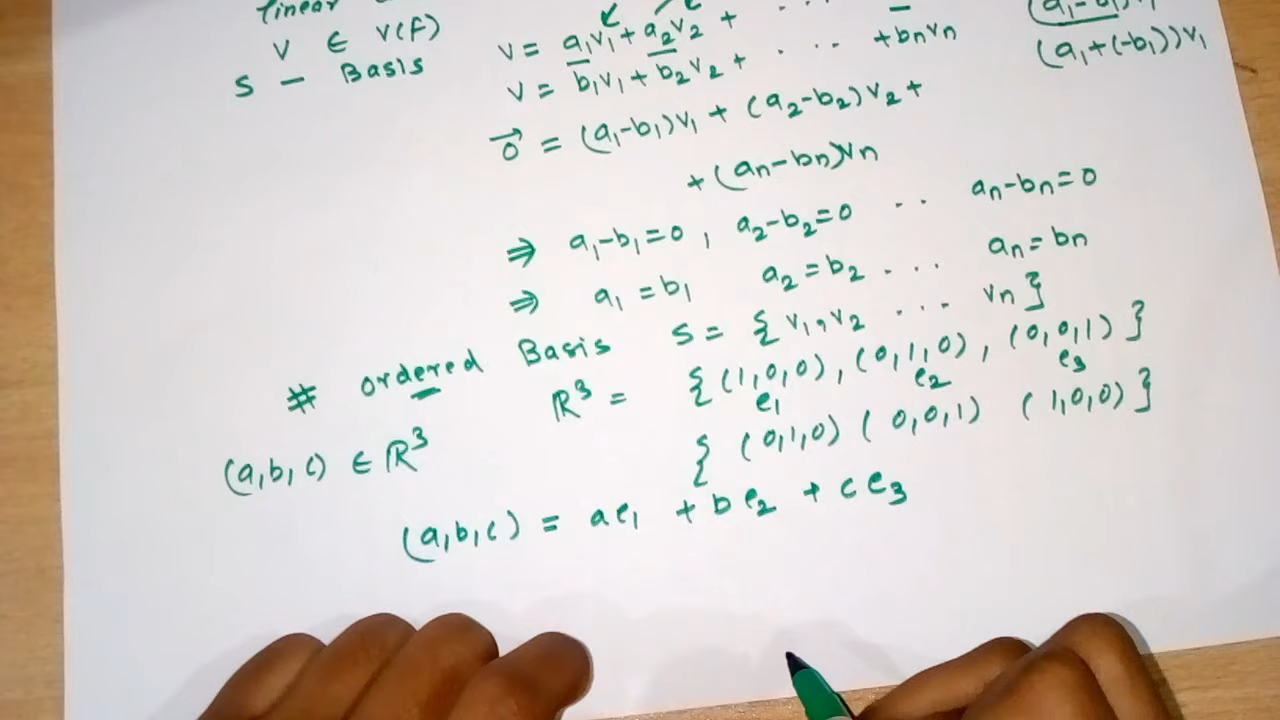 linear
V ∈ V(F)
S - Basis
v = a₁v₁ + a₂v₂ + . . .
v = b₁v₁ + b₂v₂ + . . . + bₙvₙ
(a₁+(-b₁))v₁
0⃗ = (a₁-b₁)v₁ + (a₂-b₂)v₂ +
+ (aₙ-bₙ)vₙ
⇒ a₁-b₁=0 , a₂-b₂=0 . . aₙ-bₙ=0
⇒ a₁ = b₁ a₂ = b₂ . . . aₙ = bₙ
# ordered Basis S = { v₁, v₂ . . . vₙ }
ℝ³ = { (1,0,0), (0,1,0), (0,0,1) }
e₁ e₂ e₃
{ (0,1,0) (0,0,1) (1,0,0) }
(a,b,c) ∈ ℝ³
(a,b,c) = ae₁ + be₂ + ce₃